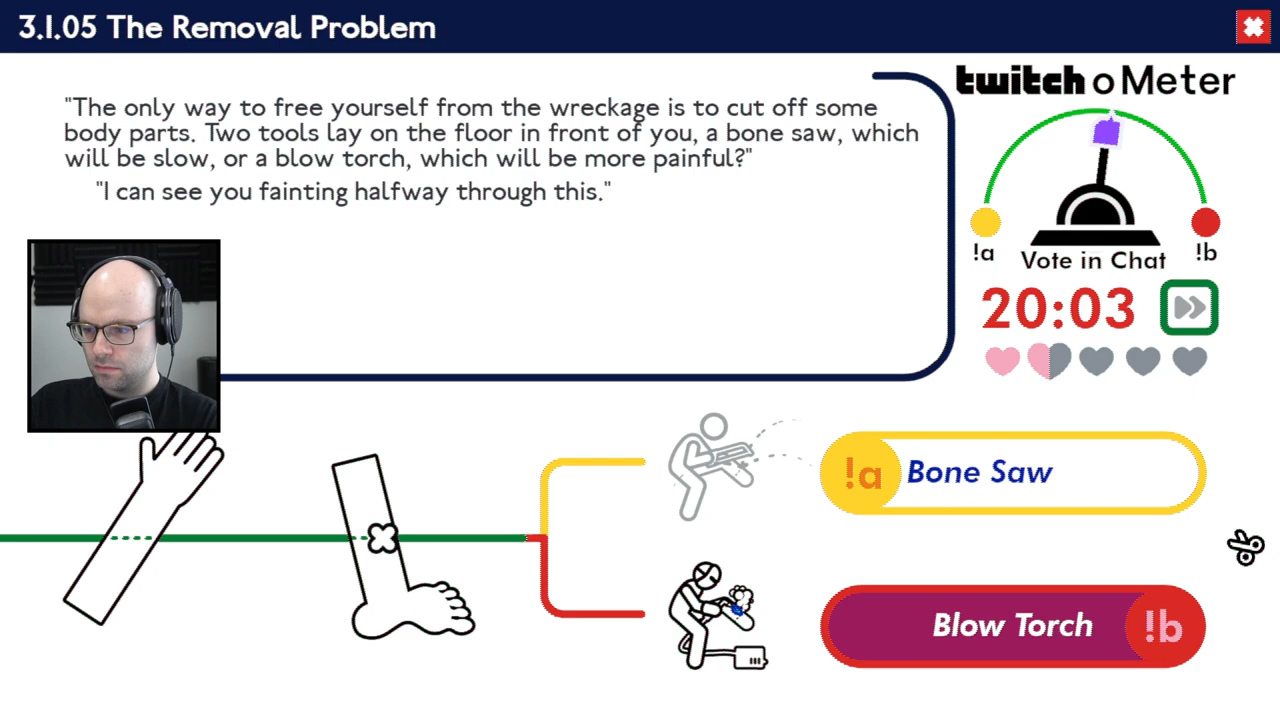 3.1.05 The Removal Problem
"The only way to free yourself from the wreckage is to cut off some
body parts. Two tools lay on the floor in front of you, a bone saw, which
will be slow, or a blow torch, which will be more painful?"
"I can see you fainting halfway through this."
twitch o Meter
!a
Vote in Chat
!b
20:03
!a Bone Saw
Blow Torch !b